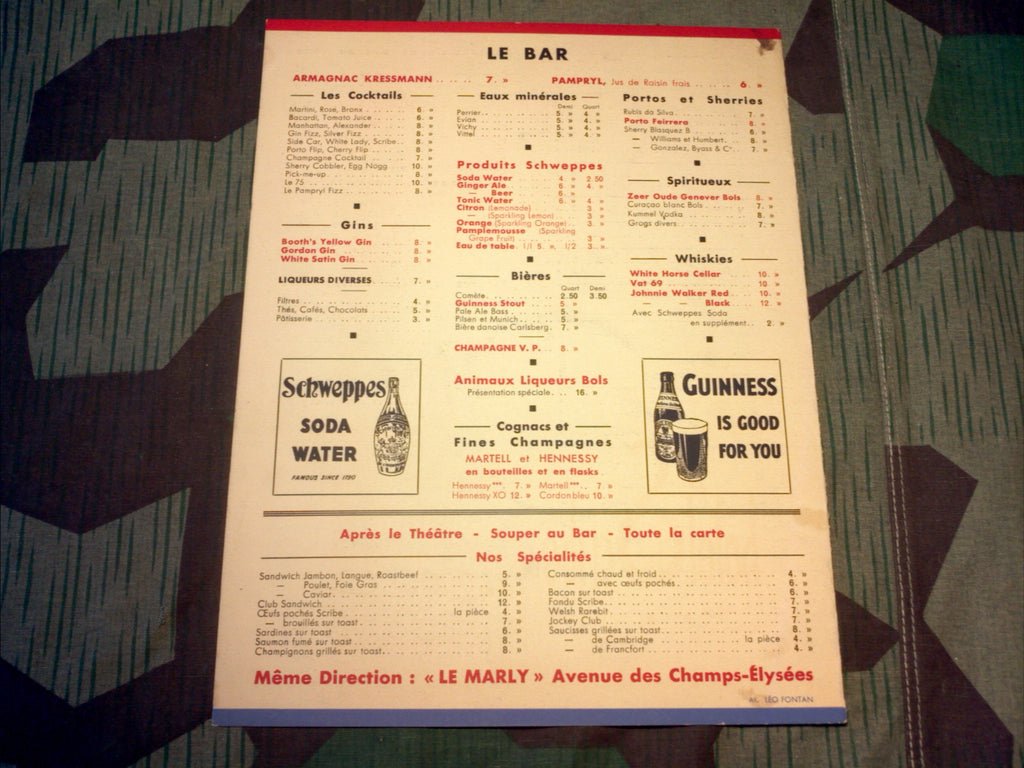 LE BAR
ARMAGNAC KRESSMANN ..... 7. »
PAMPRYL, Jus de Raisin frais ..... 6. »
Les Cocktails
Martini, Rose, Bronx ..... 6. »
Bacardi, Tomato Juice ..... 6. »
Manhattan, Alexander ..... 8. »
Gin Fizz, Silver Fizz ..... 8. »
Side Car, White Lady, Scribe.. 8. »
Porto Flip, Cherry Flip ..... 8. »
Champagne Cocktail ..... 7. »
Sherry Cobbler, Egg Nogg ..... 10. »
Pick-me-up ..... 8. »
Le 75 ..... 10. »
Le Pampryl Fizz ..... 8. »
Gins
Booth's Yellow Gin ..... 8. »
Gordon Gin ..... 8. »
White Satin Gin ..... 8. »
LIQUEURS DIVERSES ..... 7. »
Filtres ..... 4. »
Thés, Cafés, Chocolats ..... 5. »
Pâtisserie ..... 3. »
Schweppes
SODA
WATER
FAMOUS SINCE 1790
Eaux minérales
Demi Quart
Perrier ..... 5. » 4. »
Evian ..... 5. » 4. »
Vichy ..... 5. » 4. »
Vittel ..... 5. » 4. »
Produits Schweppes
Soda Water ..... 4 » 2 50
Ginger Ale ..... 6 » 4. »
— Beer ..... 6. »
Tonic Water ..... 6. » 4 »
Citron (Lemonade) ..... 3 »
— (Sparkling Lemon) ..... 3 »
Orange (Sparkling Orange) ..... 3. »
Pamplemousse (Sparkling
Grape Fruit) ..... 3 »
Eau de table. 1/1 5. », 1/2 3. »
Bières
Quart Demi
Comète ..... 2.50 3 50
Guinness Stout ..... 5 »
Pale Ale Bass ..... 5. »
Pilsen et Munich ..... 5. »
Bière danoise Carlsberg. 7. »
CHAMPAGNE V. P. ... 8. »
Animaux Liqueurs Bols
Présentation spéciale ... 16. »
Cognacs et
Fines Champagnes
MARTELL et HENNESSY
en bouteilles et en flasks
Hennessy*** . 7. » Martell*** .. 7. »
Hennessy XO 12. » Cordon bleu 10. »
Portos et Sherries
Rubis da Silva ..... 7. »
Porto Feirrera ..... 8. »
Sherry Blasquez B ..... 6. »
— Williams et Humbert.. 8. »
— Gonzalez, Byass & Cie . 7. »
Spiritueux
Zeer Oude Genever Bols 8. »
Curaçao blanc Bols ..... 7. »
Kummel Vodka ..... 8. »
Grogs divers ..... 7. »
Whiskies
White Horse Cellar ..... 10. »
Vat 69 ..... 10 »
Johnnie Walker Red ..... 10. »
— — Black ..... 12. »
Avec Schweppes Soda
en supplément.. 2. »
GUINNESS
IS GOOD
FOR YOU
Après le Théâtre - Souper au Bar - Toute la carte
Nos Spécialités
Sandwich Jambon, Langue, Roastbeef ..... 5. »
— Poulet, Foie Gras ..... 9. »
— Caviar ..... 10. »
Club Sandwich ..... 12. »
Œufs pochés Scribe ..... la pièce 4 »
— brouillés sur toast ..... 7. »
Sardines sur toast ..... 6. »
Saumon fumé sur toast ..... 8. »
Champignons grillés sur toast ..... 8. »
Consommé chaud et froid ..... 4. »
— avec œufs pochés ..... 6. »
Bacon sur toast ..... 6. »
Fondu Scribe ..... 7. »
Welsh Rarebit ..... 7. »
Jockey Club ..... 7. »
Saucisses grillées sur toast ..... 8. »
— de Cambridge ..... la pièce 4. »
— de Francfort ..... 4. »
Même Direction : « LE MARLY » Avenue des Champs-Élysées
LÉO FONTAN